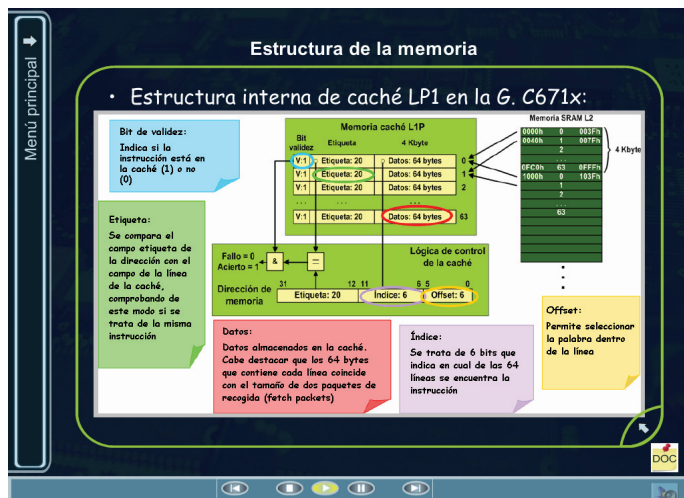 Menú principal
Estructura de la memoria
• Estructura interna de caché LP1 en la G. C671x:
Bit de validez:
Indica si la
instrucción está en
la caché (1) o no
(0)
Etiqueta:
Se compara el
campo etiqueta de
la dirección con el
campo de la línea
de la caché,
comprobando de
este modo si se
trata de la misma
instrucción
Memoria caché L1P
Bit
validez
Etiqueta
4 Kbyte
V:1 Etiqueta: 20 Datos: 64 bytes 0
V:1 Etiqueta: 20 Datos: 64 bytes 1
V:1 Etiqueta: 20 Datos: 64 bytes 2
... ... ...
V:1 Etiqueta: 20 Datos: 64 bytes 63
Memoria SRAM L2
0000h 0 003Fh
0040h 1 007Fh
2
...
0FC0h 63 0FFFh
1000h 0 103Fh
1
2
...
63
4 Kbyte
Fallo = 0
Acierto = 1
&
=
Lógica de control
de la caché
Dirección de
memoria
31 12 11 6 5 0
Etiqueta: 20 Índice: 6 Offset: 6
Datos:
Datos almacenados en la caché.
Cabe destacar que los 64 bytes
que contiene cada línea coincide
con el tamaño de dos paquetes de
recogida (fetch packets)
Índice:
Se trata de 6 bits que
indica en cual de las 64
líneas se encuentra la
instrucción
Offset:
Permite seleccionar
la palabra dentro
de la línea
DOC